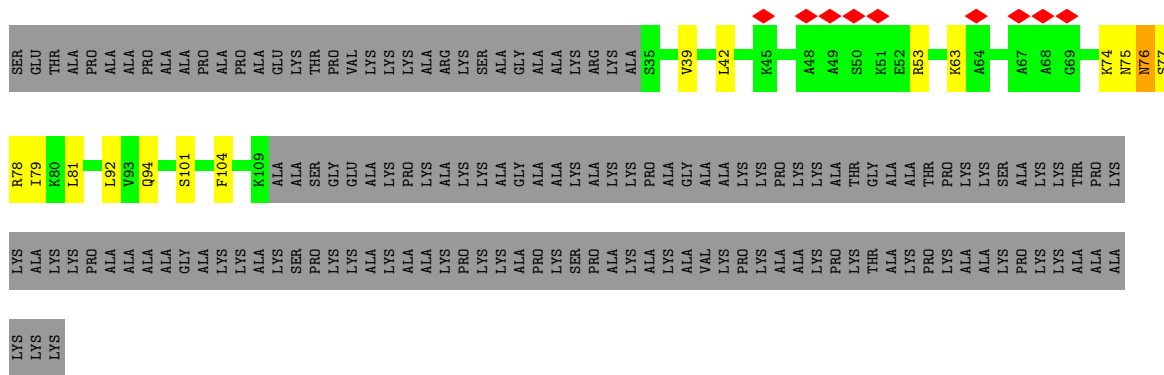 SER GLU THR ALA PRO ALA ALA ALA PRO ALA ALA ALA PRO ALA PRO ALA GLU LYS THR PRO VAL LYS LYS LYS ALA ARG LYS SER ALA GLY ALA ALA LYS ARG LYS ALA S35 V39 L42 K45 A48 A49 S50 K51 E52 R53 K63 A64 A67 A68 G69 K74 N75 N76 S77
R78 I79 K80 L81 L92 V93 Q94 S101 F104 K109 ALA ALA SER GLY GLU ALA LYS PRO LYS ALA LYS LYS ALA GLY ALA ALA LYS ALA LYS LYS PRO ALA GLY ALA ALA LYS LYS PRO LYS LYS ALA THR GLY ALA ALA THR PRO LYS LYS SER ALA LYS LYS THR PRO LYS
LYS ALA LYS LYS PRO ALA ALA ALA ALA GLY ALA LYS LYS ALA LYS SER PRO LYS LYS ALA LYS ALA ALA LYS PRO LYS LYS ALA PRO LYS SER PRO ALA LYS ALA LYS ALA VAL LYS PRO LYS ALA ALA LYS PRO LYS THR ALA LYS PRO LYS ALA ALA LYS PRO LYS LYS ALA ALA ALA
LYS LYS LYS